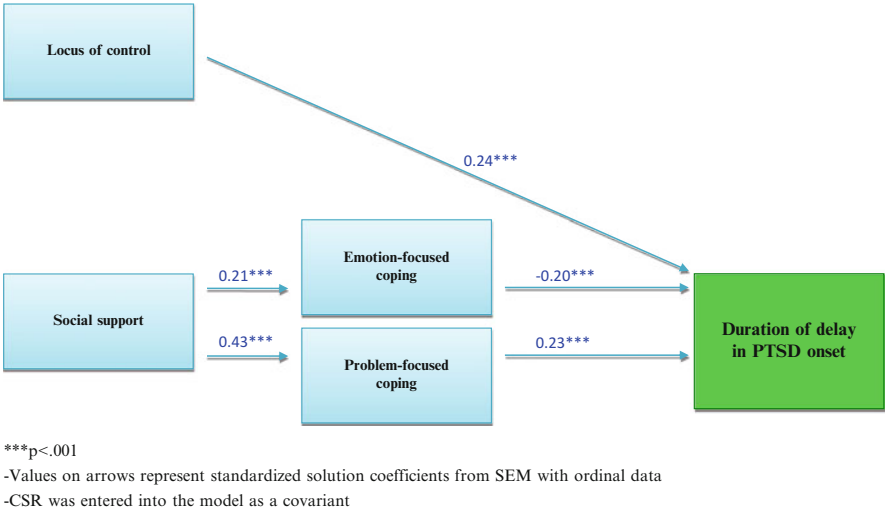 Locus of control
0.24***
Emotion-focused
coping
0.21***
-0.20***
Social support
Duration of delay
in PTSD onset
0.43***
0.23***
Problem-focused
coping
***p<.001
-Values on arrows represent standardized solution coefficients from SEM with ordinal data
-CSR was entered into the model as a covariant